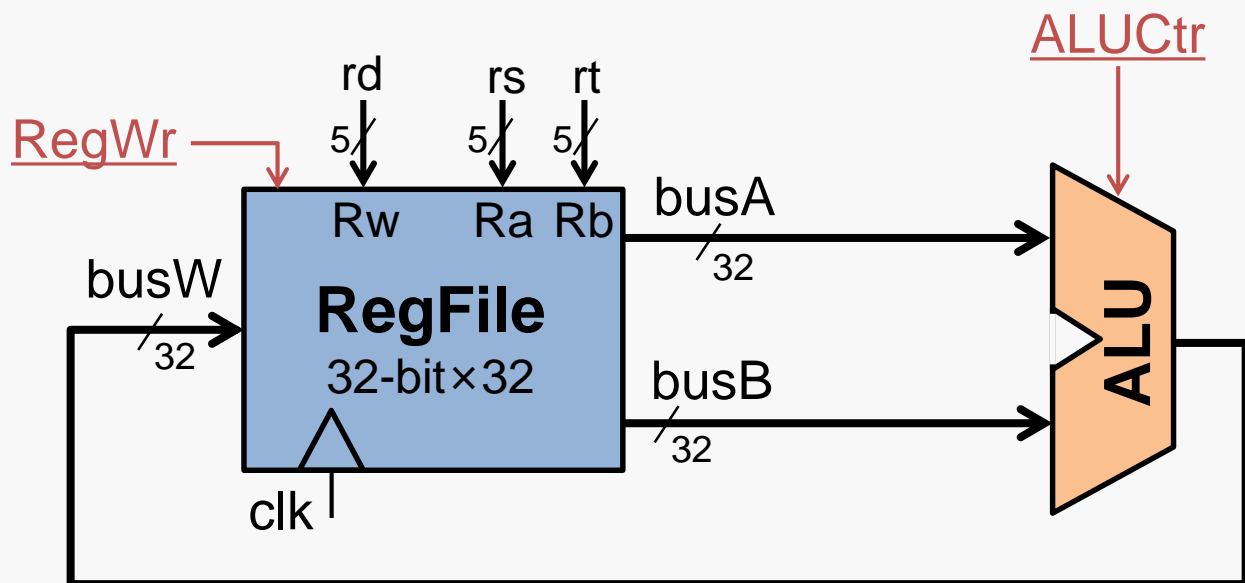 ALUCtr
rd
rs
rt
RegWr
5
5
5
Rw
Ra
Rb
busA
32
busW
32
RegFile
32-bit×32
ALU
busB
32
clk